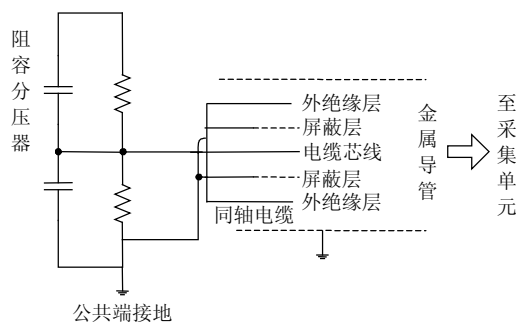 阻容分压器
外绝缘层
屏蔽层
电缆芯线
屏蔽层
外绝缘层
同轴电缆
金属导管
至采集单元
公共端接地